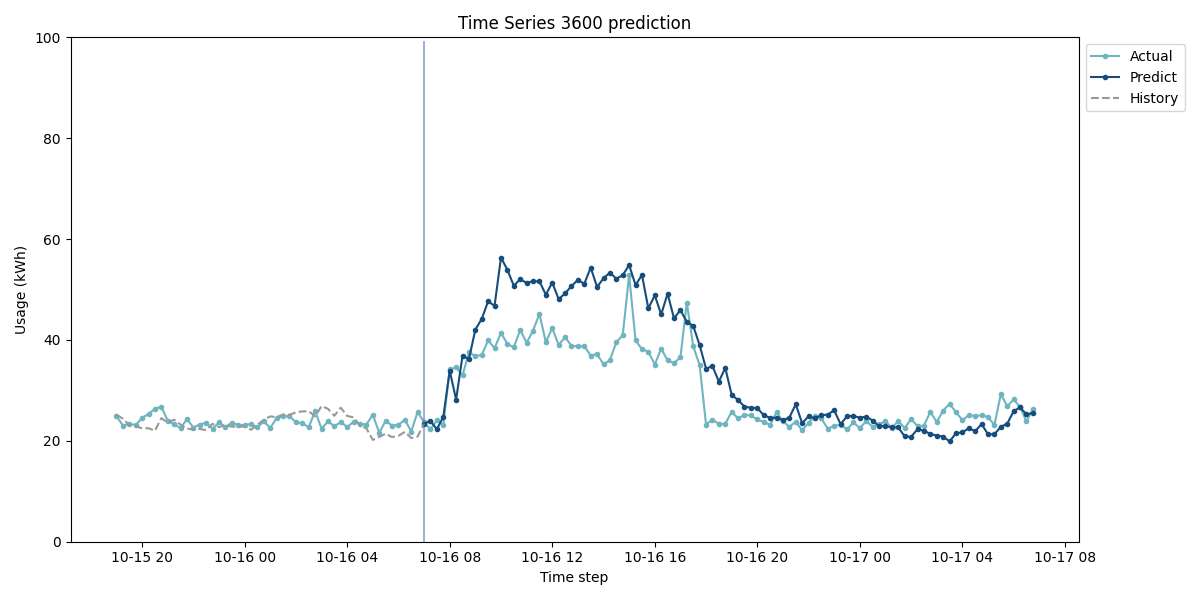 Time Series 3600 prediction
100
80
60
40
20
0
Usage (kWh)
10-15 20
10-16 00
10-16 04
10-16 08
10-16 12
10-16 16
10-16 20
10-17 00
10-17 04
10-17 08
Time step
Actual
Predict
History